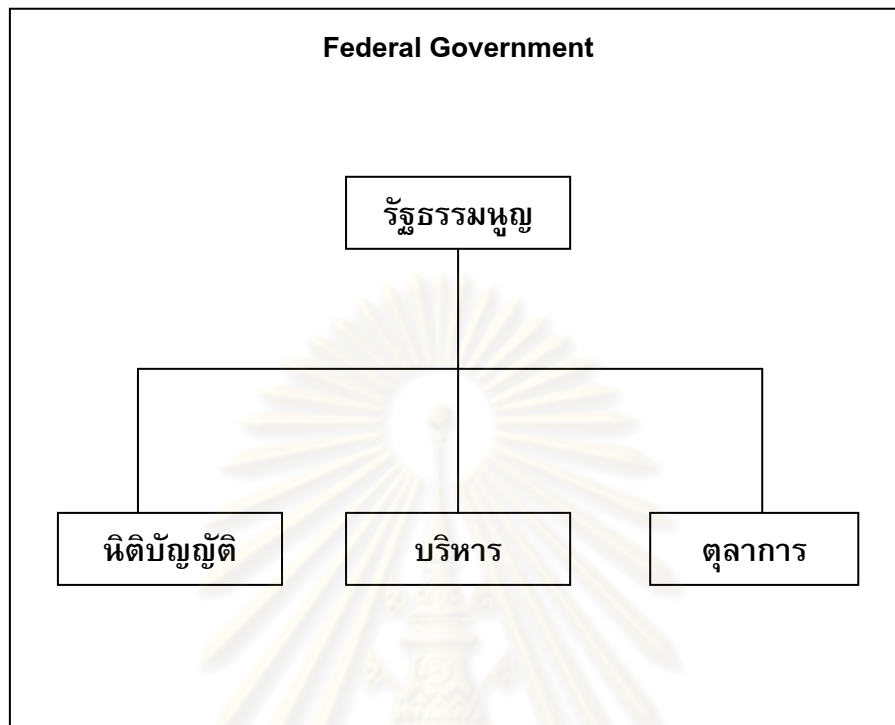 Federal Government
รัฐธรรมนูญ
นิติบัญญัติ
บริหาร
ตุลาการ